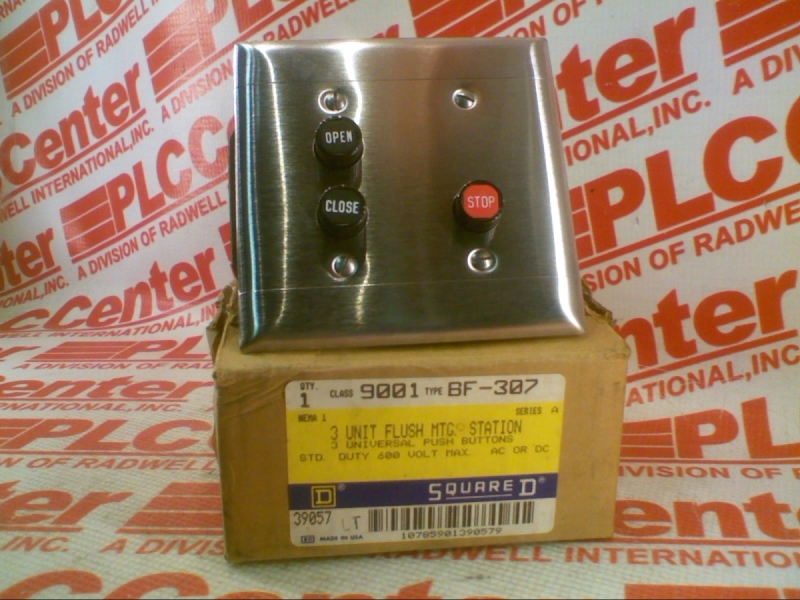 PLCCenter
A DIVISION OF RADWELL INTERNATIONAL, INC.
OPEN
CLOSE
STOP
QTY. 1 CLASS 9001 TYPE BF-307
NEMA 1 SERIES A
3 UNIT FLUSH MTG. STATION
3 UNIVERSAL PUSH BUTTONS
STD. DUTY 600 VOLT MAX. AC OR DC
D® SQUARE D®
39057
MADE IN USA
10785901390579